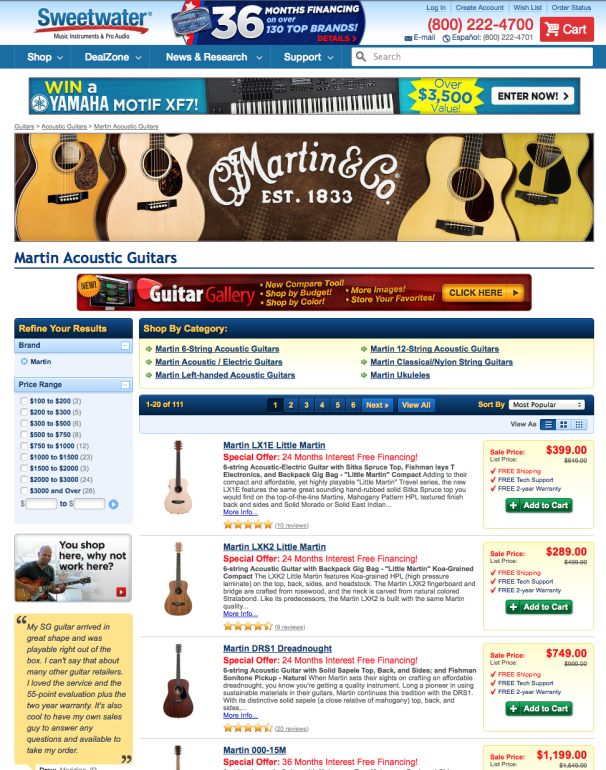 Sweetwater®
Music Instruments & Pro Audio
36 MONTHS FINANCING
on over
130 TOP BRANDS!
DETAILS
Log In | Create Account | Wish List | Order Status
(800) 222-4700
E-mail Español: (800) 222-4701
Cart
Shop DealZone News & Research Support Search
WIN a
YAMAHA MOTIF XF7!
Over
$3,500
Value!
ENTER NOW!
Guitars > Acoustic Guitars > Martin Acoustic Guitars
CF Martin & Co.
EST. 1833
Martin Acoustic Guitars
NEW!
Guitar Gallery
• New Compare Tool!
• Shop by Budget!
• Shop by Color!
• More Images!
• Store Your Favorites!
CLICK HERE
Refine Your Results
Brand
Martin
Price Range
$100 to $200 (2)
$200 to $300 (5)
$300 to $500 (6)
$500 to $750 (8)
$750 to $1000 (12)
$1000 to $1500 (23)
$1500 to $2000 (3)
$2000 to $3000 (24)
$3000 and Over (28)
$ to $
You shop
here, why not
work here?
“My SG guitar arrived in
great shape and was
playable right out of the
box. I can't say that about
many other guitar retailers.
I loved the service and the
55-point evaluation plus the
two year warranty. It's also
cool to have my own sales
guy to answer any
questions and available to
take my order.”
Shop By Category:
Martin 6-String Acoustic Guitars
Martin Acoustic / Electric Guitars
Martin Left-handed Acoustic Guitars
Martin 12-String Acoustic Guitars
Martin Classical/Nylon String Guitars
Martin Ukuleles
1-20 of 111 1 2 3 4 5 6 Next » View All Sort By Most Popular
View As
Martin LX1E Little Martin
Special Offer: 24 Months Interest Free Financing!
6-string Acoustic-Electric Guitar with Sitka Spruce Top, Fishman Isys T
Electronics, and Backpack Gig Bag - "Little Martin" Compact Adding to their
compact and affordable, yet highly playable "Little Martin" Travel series, the new
LX1E features the same great sounding hand-rubbed solid Sitka Spruce top you
would find on the top-of-the-line Martins, Mahogany Pattern HPL textured finish
back and sides and Solid Morado or Solid East Indian...
More Info...
(10 reviews)
Sale Price: $399.00
List Price: $519.00
FREE Shipping
FREE Tech Support
FREE 2-year Warranty
Add to Cart
Martin LXK2 Little Martin
Special Offer: 24 Months Interest Free Financing!
6-string Acoustic Guitar with Backpack Gig Bag - "Little Martin" Koa-Grained
Compact The LXK2 Little Martin features Koa-grained HPL (high pressure
laminate) on the top, back, sides, and headstock. The Martin LXK2 fingerboard and
bridge are crafted from rosewood, and the neck is carved from natural colored
Stratabond. Like its predecessors, the Martin LXK2 is built with the same Martin
quality...
More Info...
(9 reviews)
Sale Price: $289.00
List Price: $409.00
FREE Shipping
FREE Tech Support
FREE 2-year Warranty
Add to Cart
Martin DRS1 Dreadnought
Special Offer: 24 Months Interest Free Financing!
6-string Acoustic Guitar with Solid Sapele Top, Back, and Sides; and Fishman
Sonitone Pickup - Natural When Martin sets their sights on crafting an affordable
dreadnought, you know you're getting a quality instrument. Long a pioneer in using
sustainable materials in their guitars, Martin continues this tradition with the DRS1.
With its distinctive solid sapele (a close relative of mahogany) top, back, and
sides,...
More Info...
(20 reviews)
Sale Price: $749.00
List Price: $999.00
FREE Shipping
FREE Tech Support
FREE 2-year Warranty
Add to Cart
Martin 000-15M
Special Offer: 36 Months Interest Free Financing!
Sale Price: $1,199.00
List Price: $1,549.00